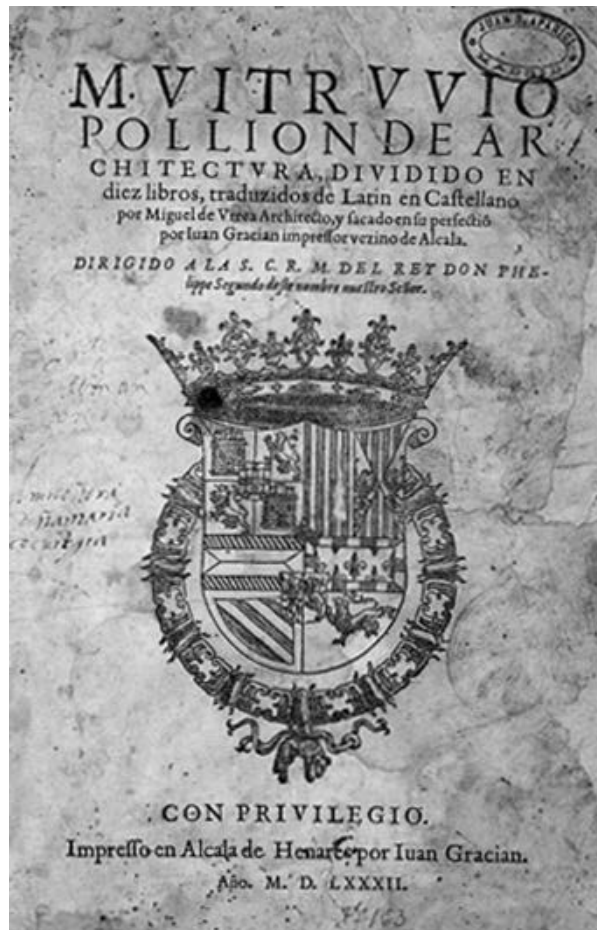 JUAN D. APARICI
M. VITRVVIO
POLLION DE AR
CHITECTVRA, DIVIDIDO EN
diez libros, traduzidos de Latin en Caſtellano
por Miguel de Vrrea Architecto, y ſacado en ſu perfectiõ
por Iuan Gracian impreſſor vezino de Alcala.
DIRIGIDO A LA S. C. R. M. DEL REY DON PHE-
lippe Segundo deſte nombre nueſtro Señor.
CON PRIVILEGIO.
Impreſſo en Alcala de Henares por Iuan Gracian.
Año. M. D. LXXXII.